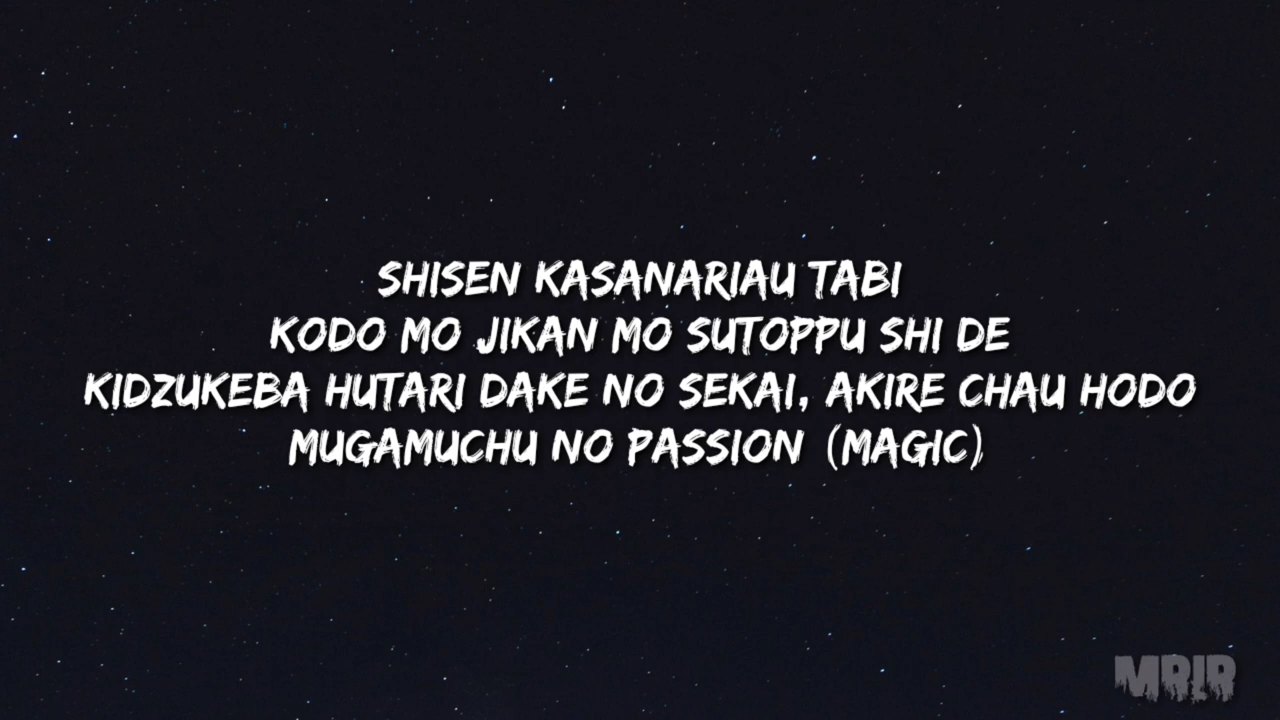 SHISEN KASANARIAU TABI
KODO MO JIKAN MO SUTOPPU SHI DE
KIDZUKEBA HUTARI DAKE NO SEKAI, AKIRE CHAU HODO
MUGAMUCHU NO PASSION (MAGIC)
MRLR